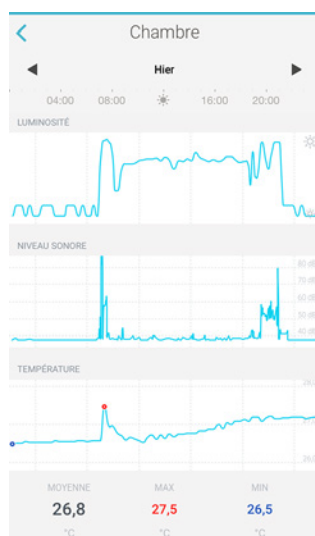 Chambre
Hier
04:00 08:00 16:00 20:00
LUMINOSITÉ
NIVEAU SONORE
80 dB
70 dB
60 dB
50 dB
40 dB
TEMPÉRATURE
MOYENNE MAX MIN
26,8 27,5 26,5
°C °C °C